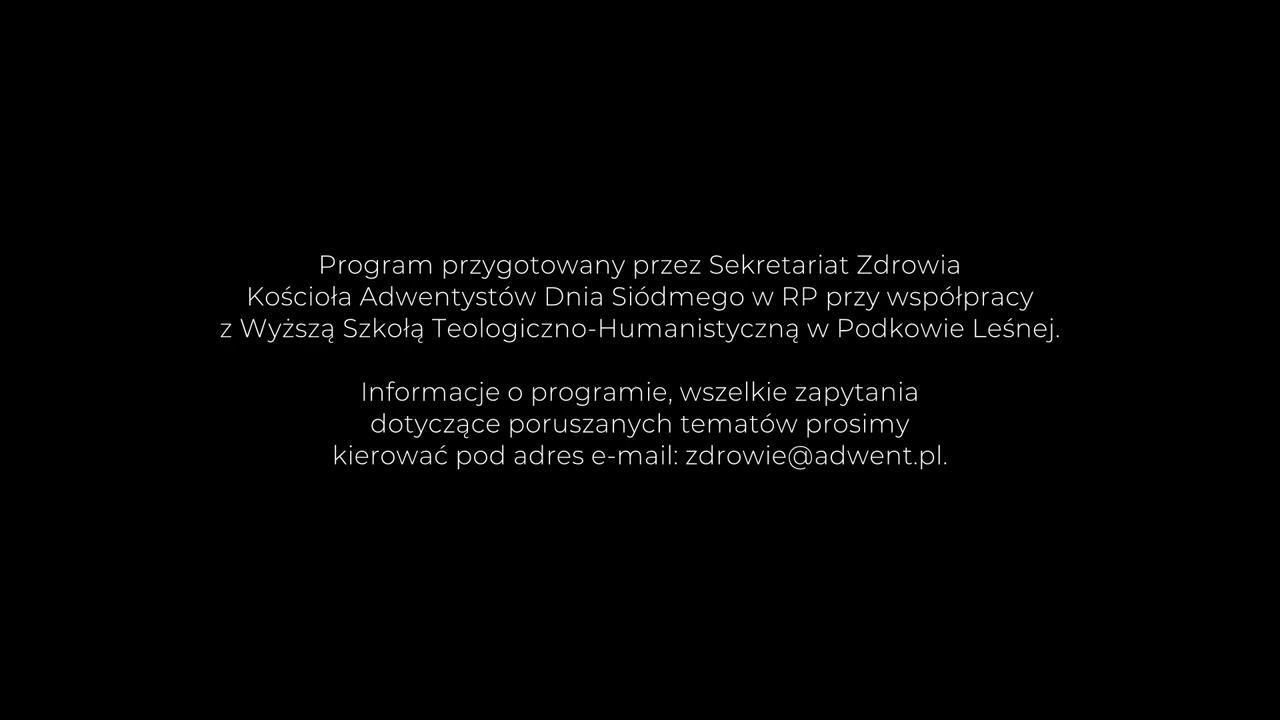 Program przygotowany przez Sekretariat Zdrowia
Kościoła Adwentystów Dnia Siódmego w RP przy współpracy
z Wyższą Szkołą Teologiczno-Humanistyczną w Podkowie Leśnej.
Informacje o programie, wszelkie zapytania
dotyczące poruszanych tematów prosimy
kierować pod adres e-mail: zdrowie@adwent.pl.